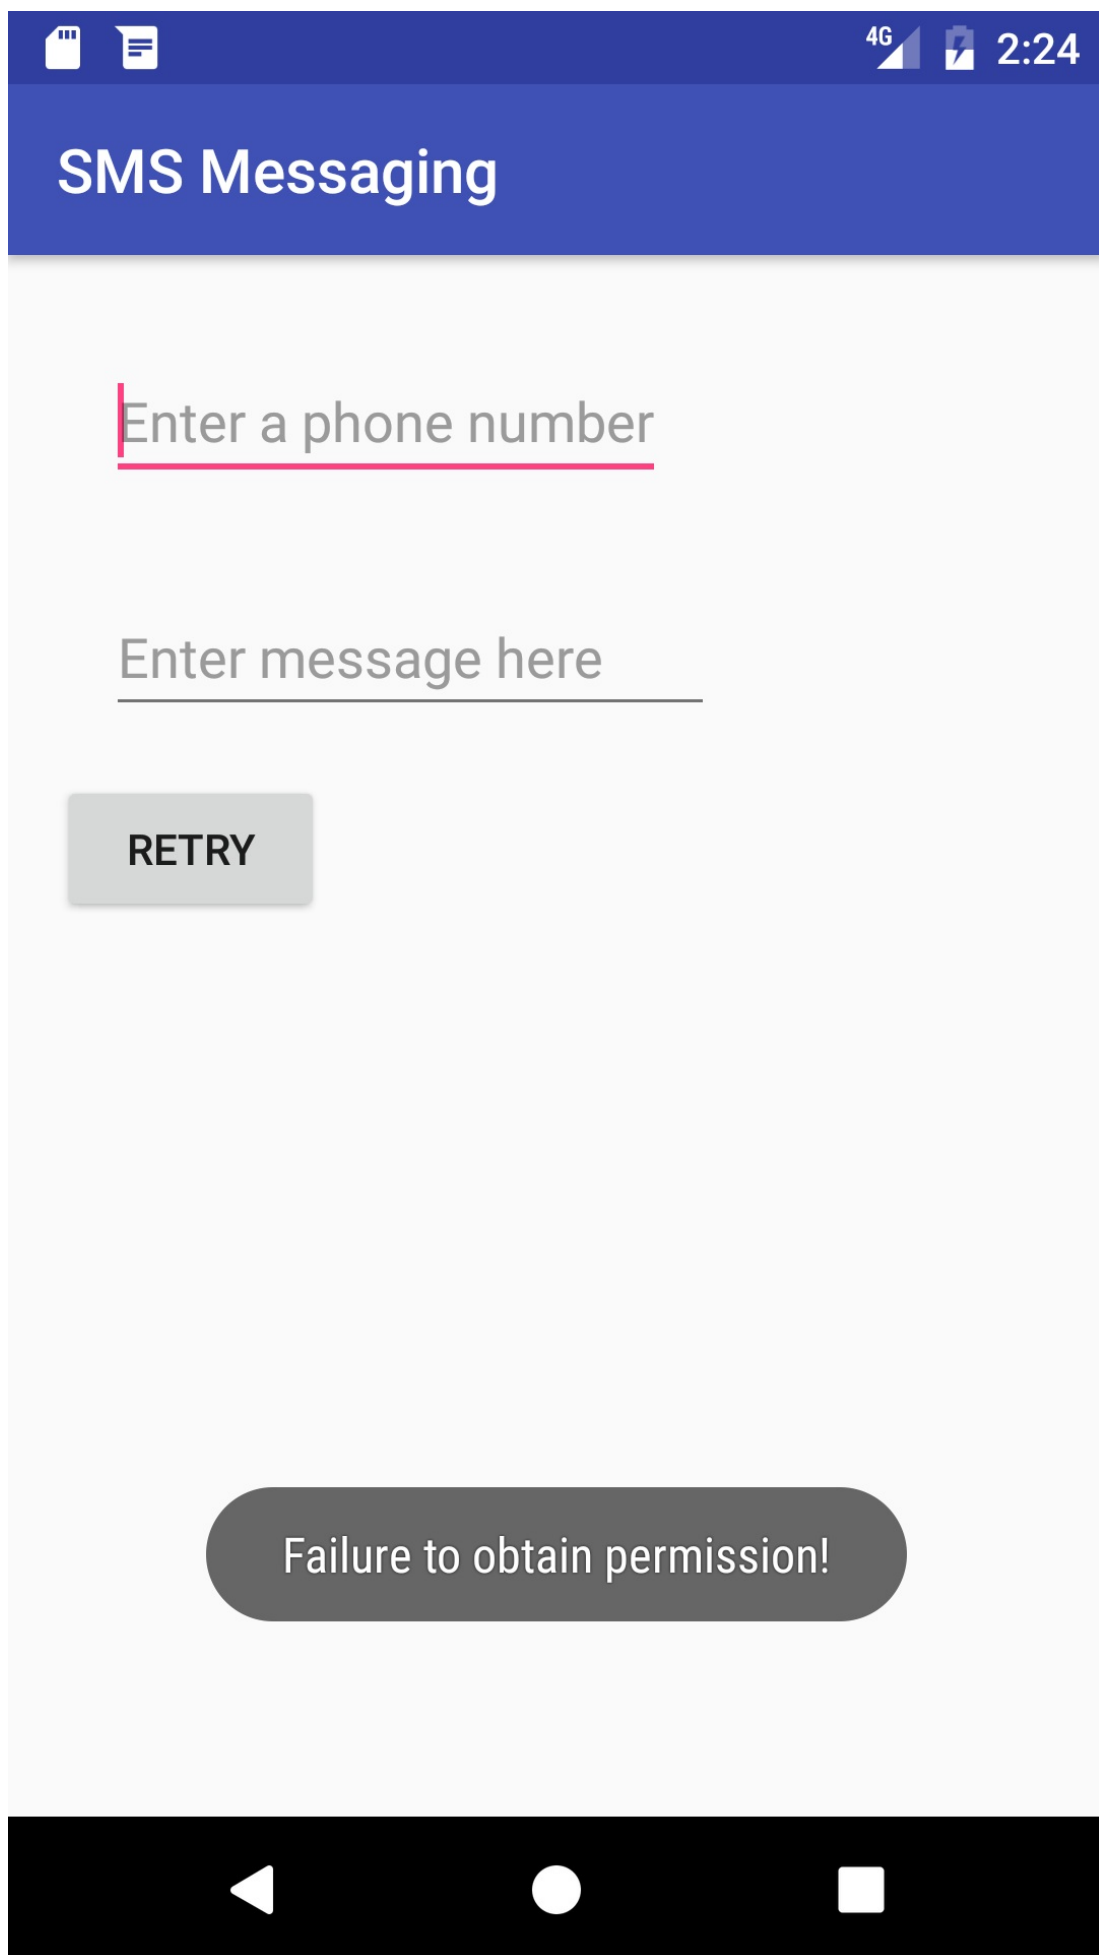 4G 2:24
SMS Messaging
Enter a phone number
Enter message here
RETRY
Failure to obtain permission!